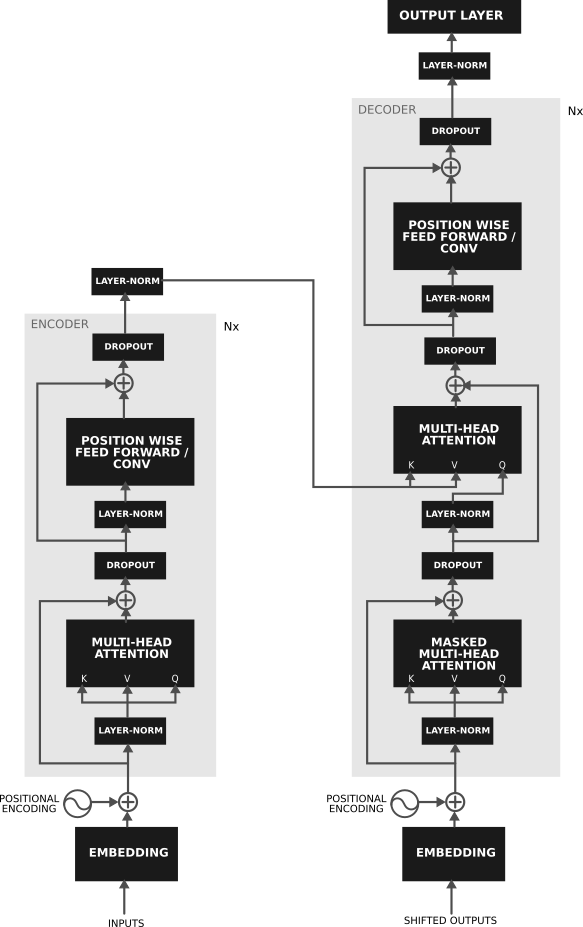 OUTPUT LAYER
LAYER-NORM
DECODER
Nx
DROPOUT
POSITION WISE
FEED FORWARD /
CONV
LAYER-NORM
DROPOUT
MULTI-HEAD
ATTENTION
K V Q
LAYER-NORM
DROPOUT
MASKED
MULTI-HEAD
ATTENTION
K V Q
LAYER-NORM
POSITIONAL
ENCODING
EMBEDDING
SHIFTED OUTPUTS
LAYER-NORM
ENCODER
Nx
DROPOUT
POSITION WISE
FEED FORWARD /
CONV
LAYER-NORM
DROPOUT
MULTI-HEAD
ATTENTION
K V Q
LAYER-NORM
POSITIONAL
ENCODING
EMBEDDING
INPUTS